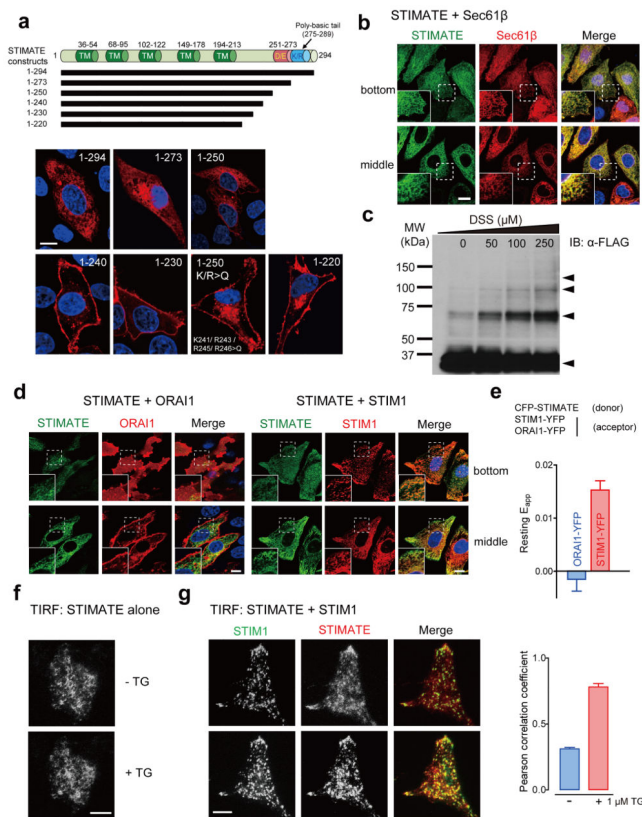 a
Poly-basic tail
(275-289)
STIMATE
constructs
36-54 68-95 102-122 149-178 194-213 251-273
1 TM TM TM TM TM D/E K/R 294
1-294
1-273
1-250
1-240
1-230
1-220
1-294 1-273 1-250
1-240 1-230 1-250 1-220
K/R>Q
K241/ R243 /
R245/ R246>Q
b
STIMATE + Sec61β
STIMATE Sec61β Merge
bottom
middle
c
DSS (μM)
MW
(kDa)
0 50 100 250 IB: α-FLAG
150
100
75
50
37
d
STIMATE + ORAI1 STIMATE + STIM1
STIMATE ORAI1 Merge STIMATE STIM1 Merge
bottom
middle
e
CFP-STIMATE (donor)
STIM1-YFP
ORAI1-YFP (acceptor)
Resting Eapp
0.02
0.01
0.00
ORAI1-YFP
STIM1-YFP
f
TIRF: STIMATE alone
- TG
+ TG
g
TIRF: STIMATE + STIM1
STIM1 STIMATE Merge
Pearson correlation coefficient
1.0
0.5
0.0
- + 1 μM TG